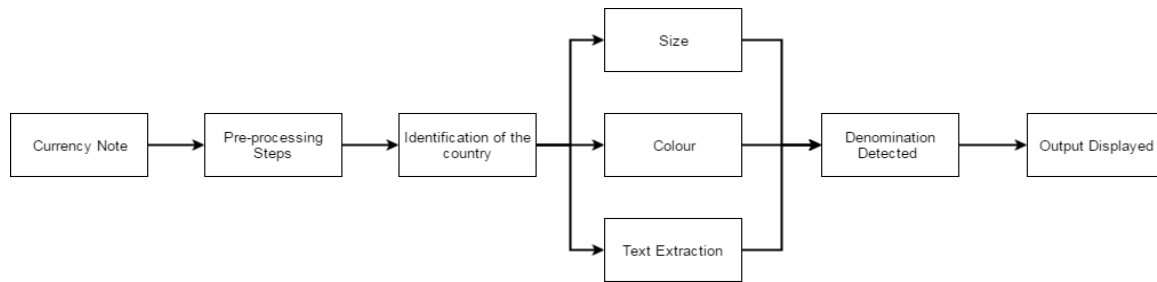 Currency Note
Pre-processing
Steps
Identification of the
country
Size
Colour
Text Extraction
Denomination
Detected
Output Displayed